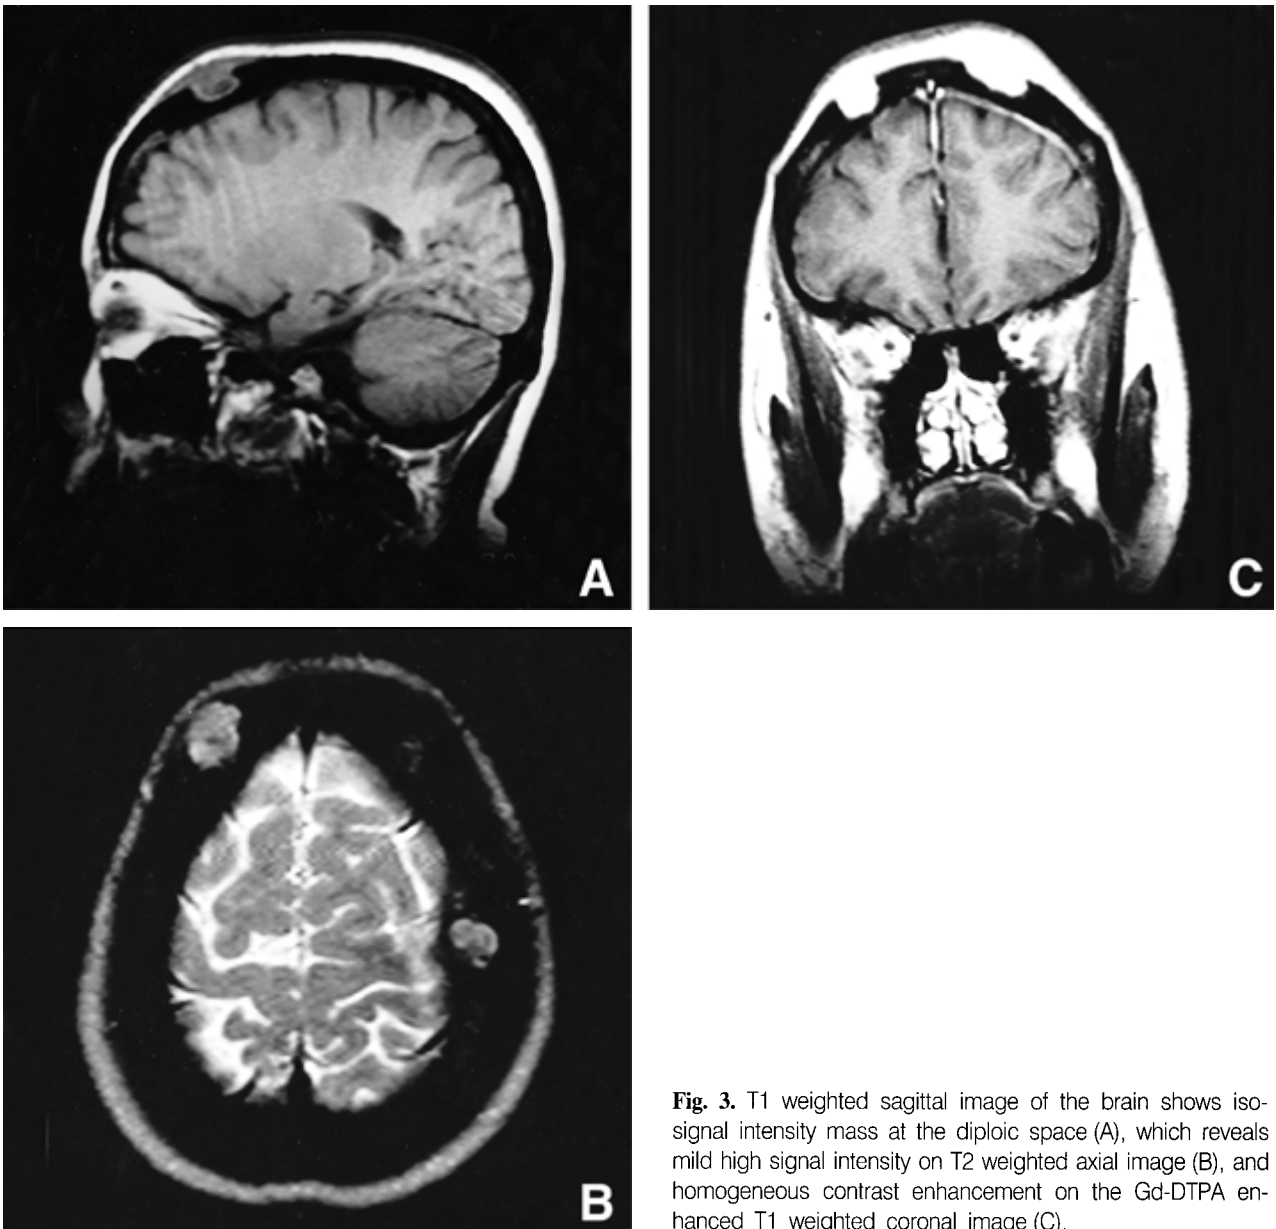 A
C
B
Fig. 3. T1 weighted sagittal image of the brain shows iso-
signal intensity mass at the diploic space (A), which reveals
mild high signal intensity on T2 weighted axial image (B), and
homogeneous contrast enhancement on the Gd-DTPA en-
hanced T1 weighted coronal image (C).